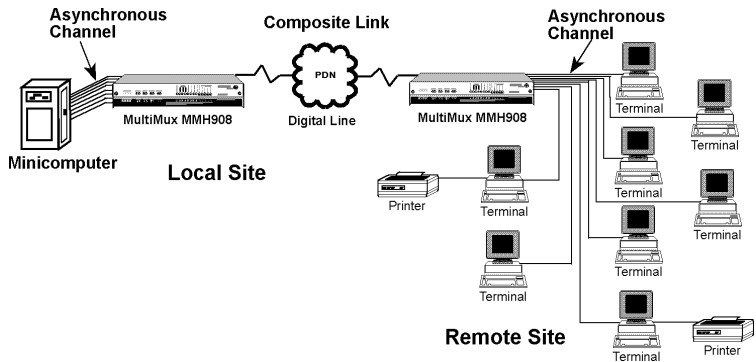 Asynchronous
Channel
Composite Link
Asynchronous
Channel
PDN
Digital Line
MultiMux MMH908
MultiMux MMH908
Minicomputer
Local Site
Terminal
Terminal
Terminal
Terminal
Terminal
Printer
Terminal
Terminal
Terminal
Printer
Remote Site